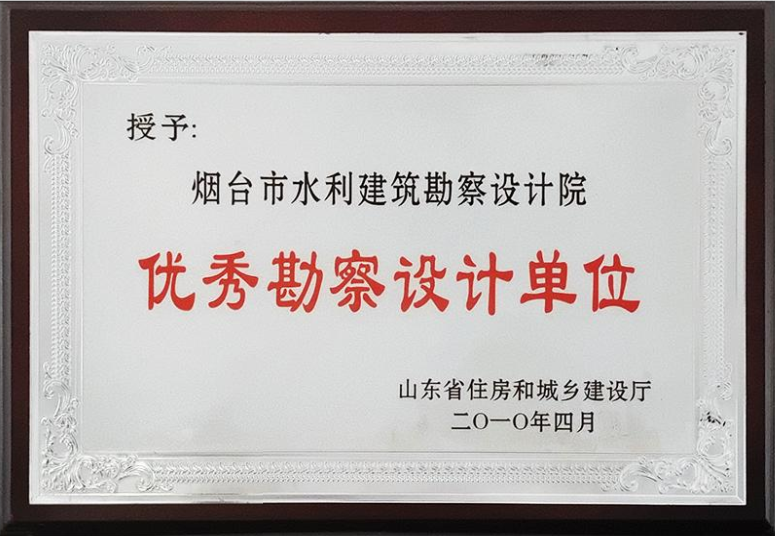 授予:
烟台市水利建筑勘察设计院
优秀勘察设计单位
山东省住房和城乡建设厅
二〇一〇年四月